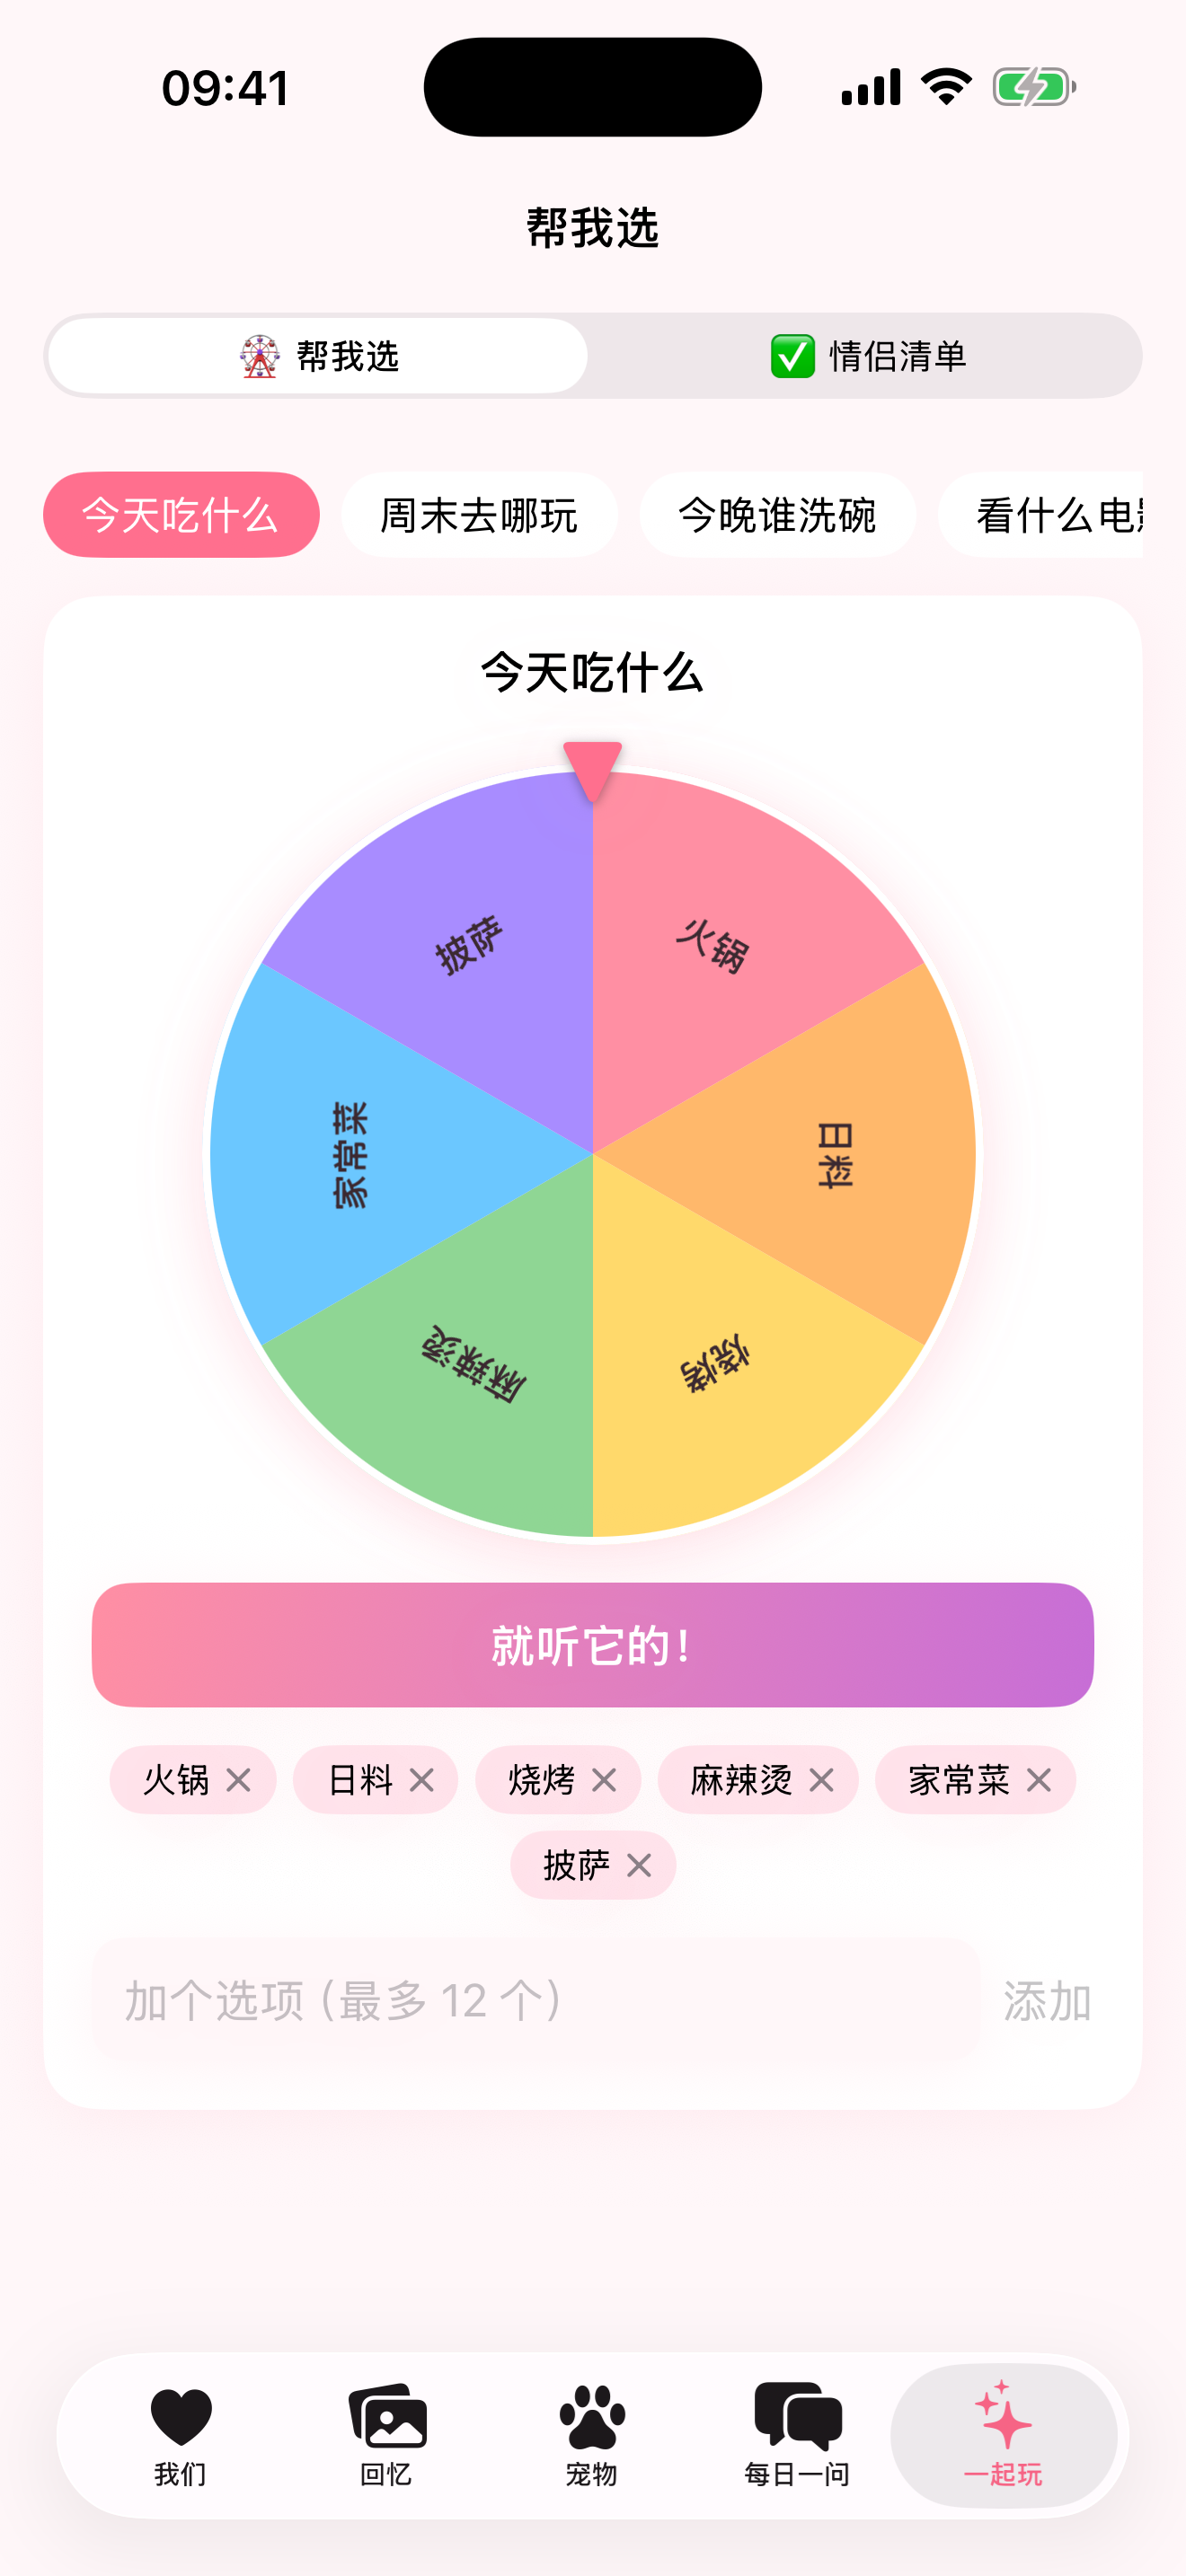 09:41
帮我选
帮我选
情侣清单
今天吃什么
周末去哪玩
今晚谁洗碗
看什么电
今天吃什么
披萨
火锅
家常菜
日料
麻辣烫
烧烤
就听它的!
火锅
日料
烧烤
麻辣烫
家常菜
披萨
加个选项 (最多 12 个)
添加
我们
回忆
宠物
每日一问
一起玩